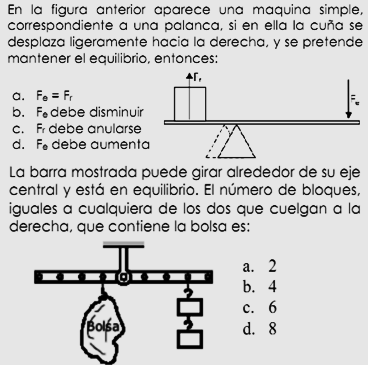 En la figura anterior aparece una maquina simple,
correspondiente a una palanca, si en ella la cuña se
desplaza ligeramente hacia la derecha, y se pretende
mantener el equilibrio, entonces:
a. Fe = Fr
b. Fe debe disminuir
c. Fr debe anularse
d. Fe debe aumenta
Fr
Fe
La barra mostrada puede girar alrededor de su eje
central y está en equilibrio. El número de bloques,
iguales a cualquiera de los dos que cuelgan a la
derecha, que contiene la bolsa es:
Bolsa
a. 2
b. 4
c. 6
d. 8